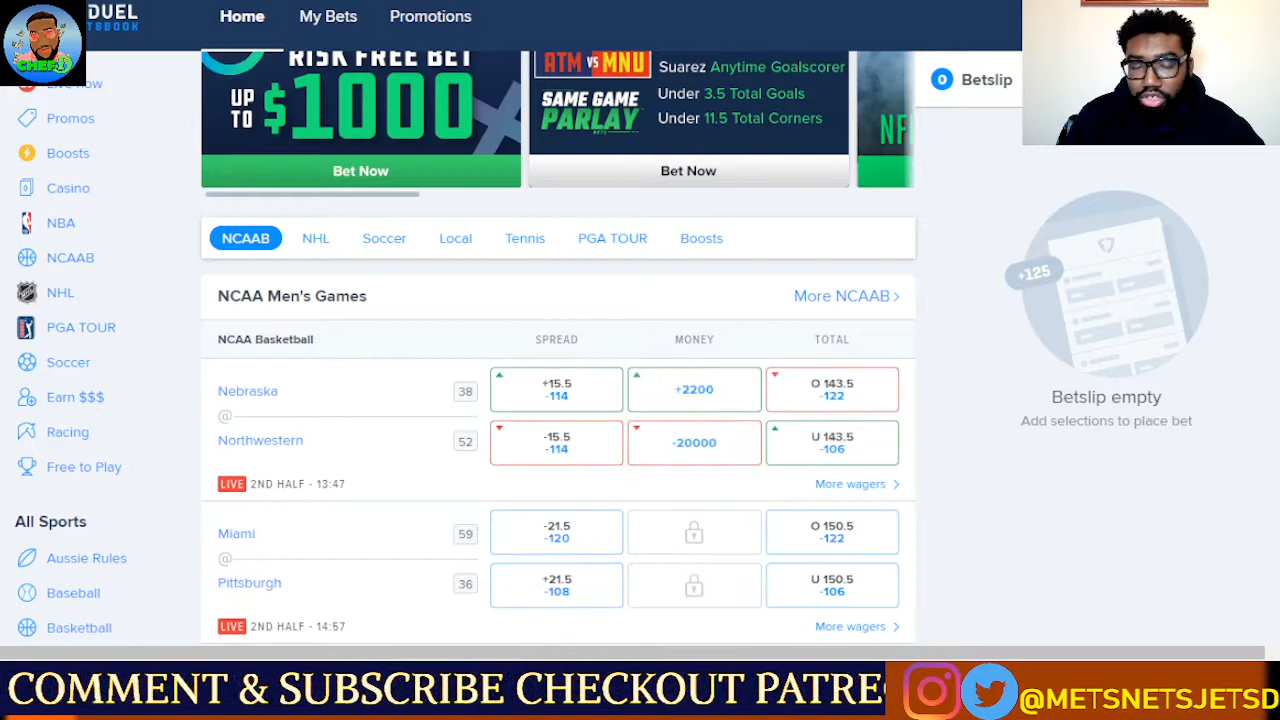 DUEL
TSBOOK
Home
My Bets
Promotions
CHEF
Promos
Boosts
Casino
NBA
NCAAB
NHL
PGA TOUR
Soccer
Earn $$$
Racing
Free to Play
All Sports
Aussie Rules
Baseball
Basketball
RISK FREE BET
UP TO $1000
Bet Now
ATM VS MNU
SAME GAME
PARLAY
BETS
Suarez Anytime Goalscorer
Under 3.5 Total Goals
Under 11.5 Total Corners
Bet Now
NF
NCAAB
NHL
Soccer
Local
Tennis
PGA TOUR
Boosts
NCAA Men's Games
More NCAAB >
NCAA Basketball
SPREAD
MONEY
TOTAL
Nebraska
38
+15.5
-114
+2200
O 143.5
-122
@
Northwestern
52
-15.5
-114
-20000
U 143.5
-106
LIVE 2ND HALF - 13:47
More wagers >
Miami
59
-21.5
-120
O 150.5
-122
@
Pittsburgh
36
+21.5
-108
U 150.5
-106
LIVE 2ND HALF - 14:57
More wagers >
0 Betslip
+125
Betslip empty
Add selections to place bet
COMMENT & SUBSCRIBE CHECKOUT PATRE
@METSNETSJETSD